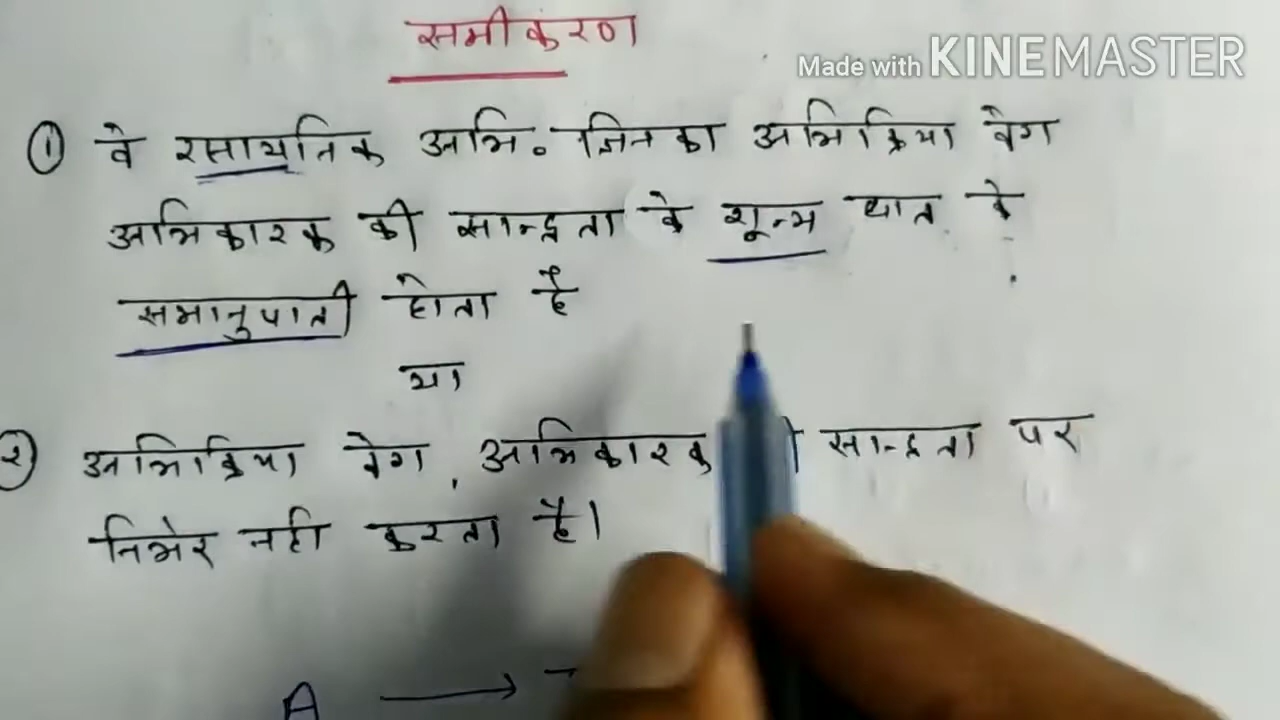 समीकरण
Made with KINEMASTER
① वे रसायनिक अभि॰ जिनका अभिक्रिया वेग
अभिकारक की सान्द्रता के शून्य घात के
समानुपाती होता है
या
२ अभिक्रिया वेग, अभिकारक सान्द्रता पर
निर्भर नही करता है।
A →